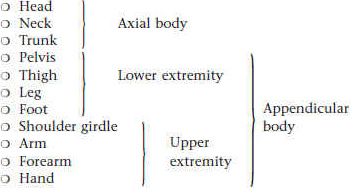 Head
Neck
Trunk
Axial body
Pelvis
Thigh
Leg
Foot
Lower extremity
Shoulder girdle
Arm
Forearm
Hand
Upper
extremity
Appendicular
body